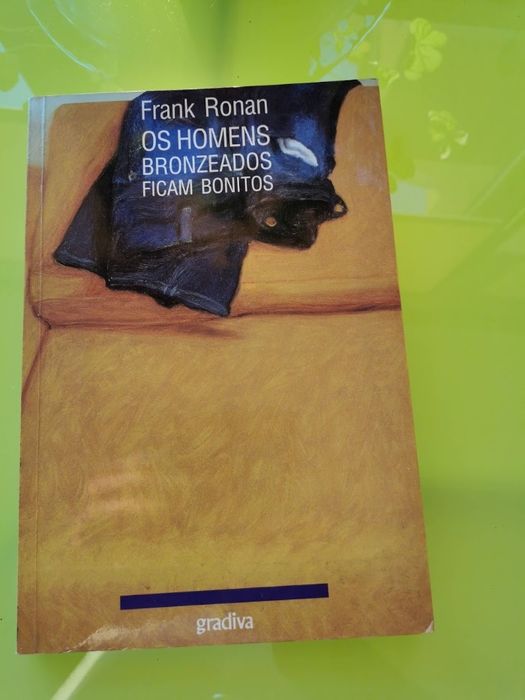 Frank Ronan
OS HOMENS
BRONZEADOS
FICAM BONITOS
gradiva